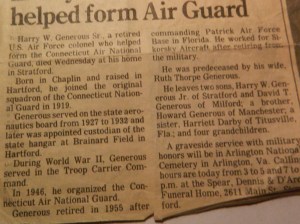 helped form Air Guard
Harry W. Generous Sr., a retired
U.S. Air Force colonel who helped
form the Connecticut Air National
Guard, died Wednesday at his home
in Stratford.
Born in Chaplin and raised in
Hartford, he joined the original
squadron of the Connecticut Nation-
al Guard in 1919.
Generous served on the state aero-
nautics board from 1927 to 1932 and
later was appointed custodian of the
state hangar at Brainard Field in
Hartford.
During World War II, Generous
served in the Troop Carrier Com-
mand.
In 1946, he organized the Con-
necticut Air National Guard.
Generous retired in 1955 after
commanding Patrick Air Force
Base in Florida. He worked for Si-
korsky Aircraft after retiring from
the military.
He was predeceased by his wife,
Ruth Thorpe Generous.
He leaves two sons, Harry W. Gen-
erous Jr. of Stratford and David T.
Generous of Milford; a brother,
Howard Generous of Manchester; a
sister, Harriet Darby of Titusville,
Fla.; and four grandchildren.
A graveside service with military
honors will be in Arlington National
Cemetery in Arlington, Va. Calling
hours are today from 3 to 5 and 7 to
p.m. at the Spear, Dennis & D'Ar
Funeral Home, 2611 Main S
ford.